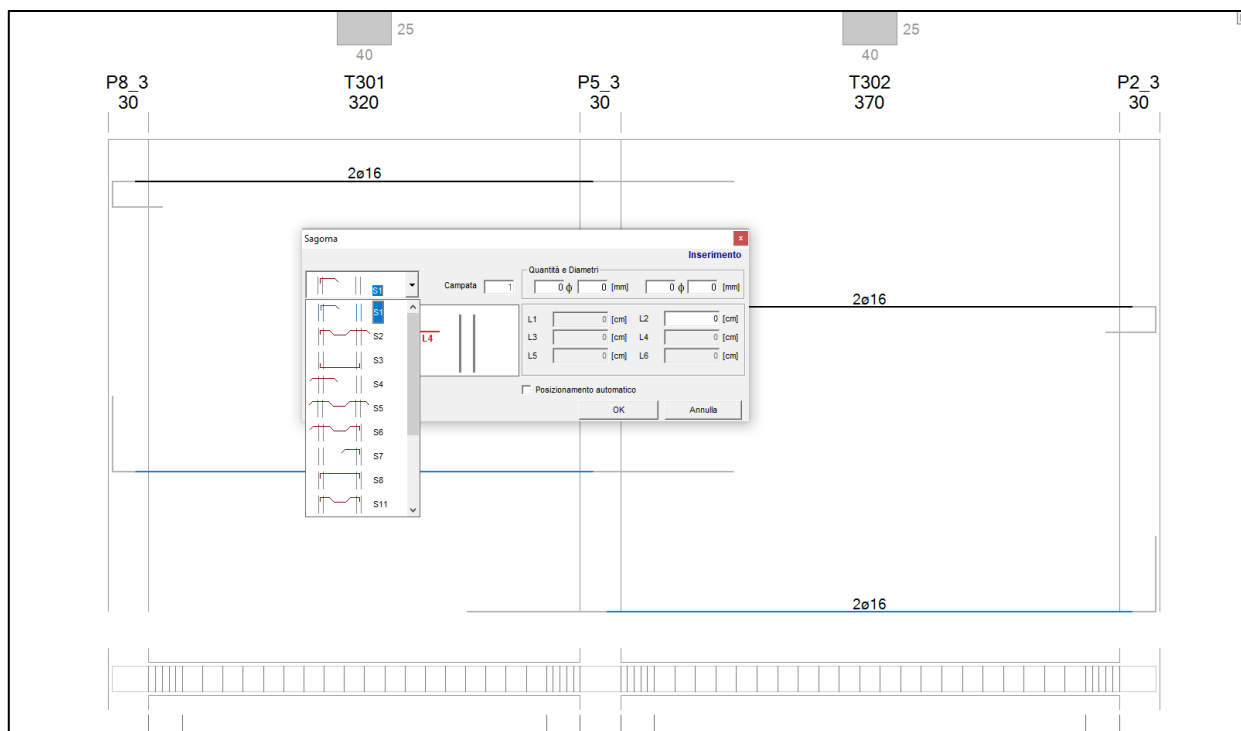 25 25
40 40
P8_3 T301 P5_3 T302 P2_3
30 320 30 370 30
2ø16
Sagoma x
Inserimento
Quantità e Diametri
S1 Campata 1 0 ϕ 0 [mm] 0 ϕ 0 [mm]
S1
L1 0 [cm] L2 0 [cm]
S2 L4
L3 0 [cm] L4 0 [cm]
S3
L5 0 [cm] L6 0 [cm]
S4
Posizionamento automatico
S5
OK Annulla
S6
S7
S8
S11
2ø16
2ø16